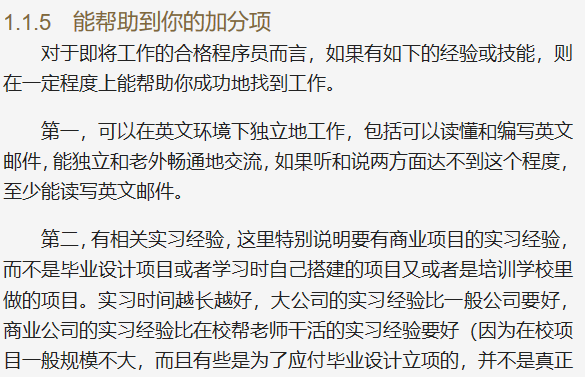 1.1.5 能帮助到你的加分项
对于即将工作的合格程序员而言，如果有如下的经验或技能，则
在一定程度上能帮助你成功地找到工作。
第一，可以在英文环境下独立地工作，包括可以读懂和编写英文
邮件，能独立和老外畅通地交流，如果听和说两方面达不到这个程度，
至少能读写英文邮件。
第二，有相关实习经验，这里特别说明要有商业项目的实习经验，
而不是毕业设计项目或者学习时自己搭建的项目又或者是培训学校里
做的项目。实习时间越长越好，大公司的实习经验比一般公司要好，
商业公司的实习经验比在校帮老师干活的实习经验要好（因为在校项
目一般规模不大，而且有些是为了应付毕业设计立项的，并不是真正